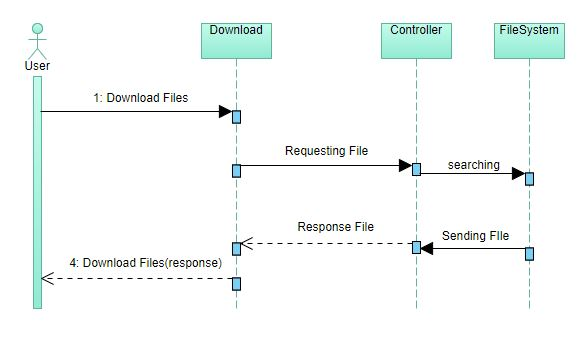 Download
Controller
FileSystem
User
1: Download Files
Requesting File
searching
Response File
Sending FIle
4: Download Files(response)